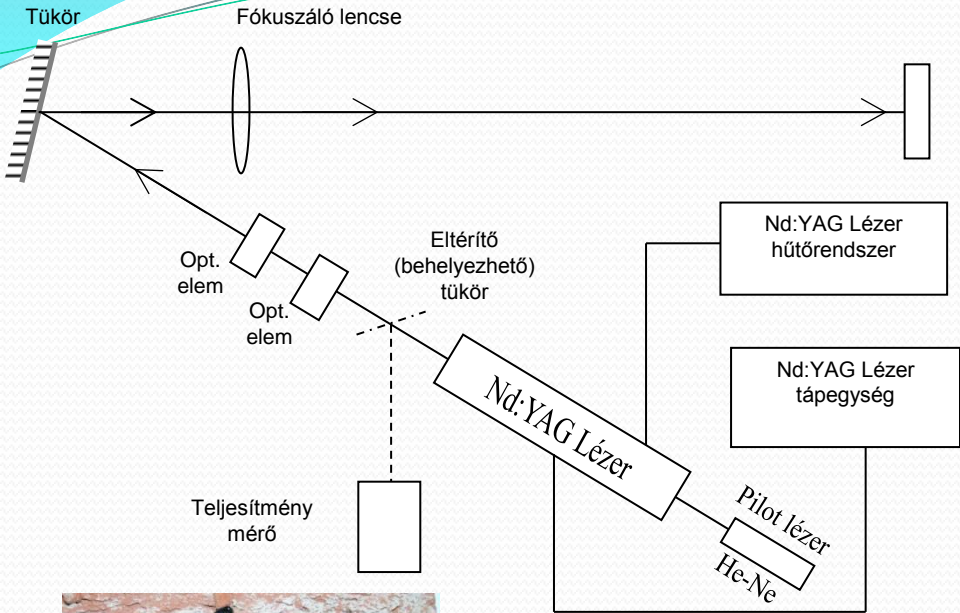 Tükör
Fókuszáló lencse
Nd:YAG Lézer
hűtőrendszer
Eltérítő
(behelyezhető)
tükör
Opt.
elem
Opt.
elem
Nd:YAG Lézer
tápegység
Nd:YAG Lézer
Teljesítmény
mérő
Pilot lézer
He-Ne